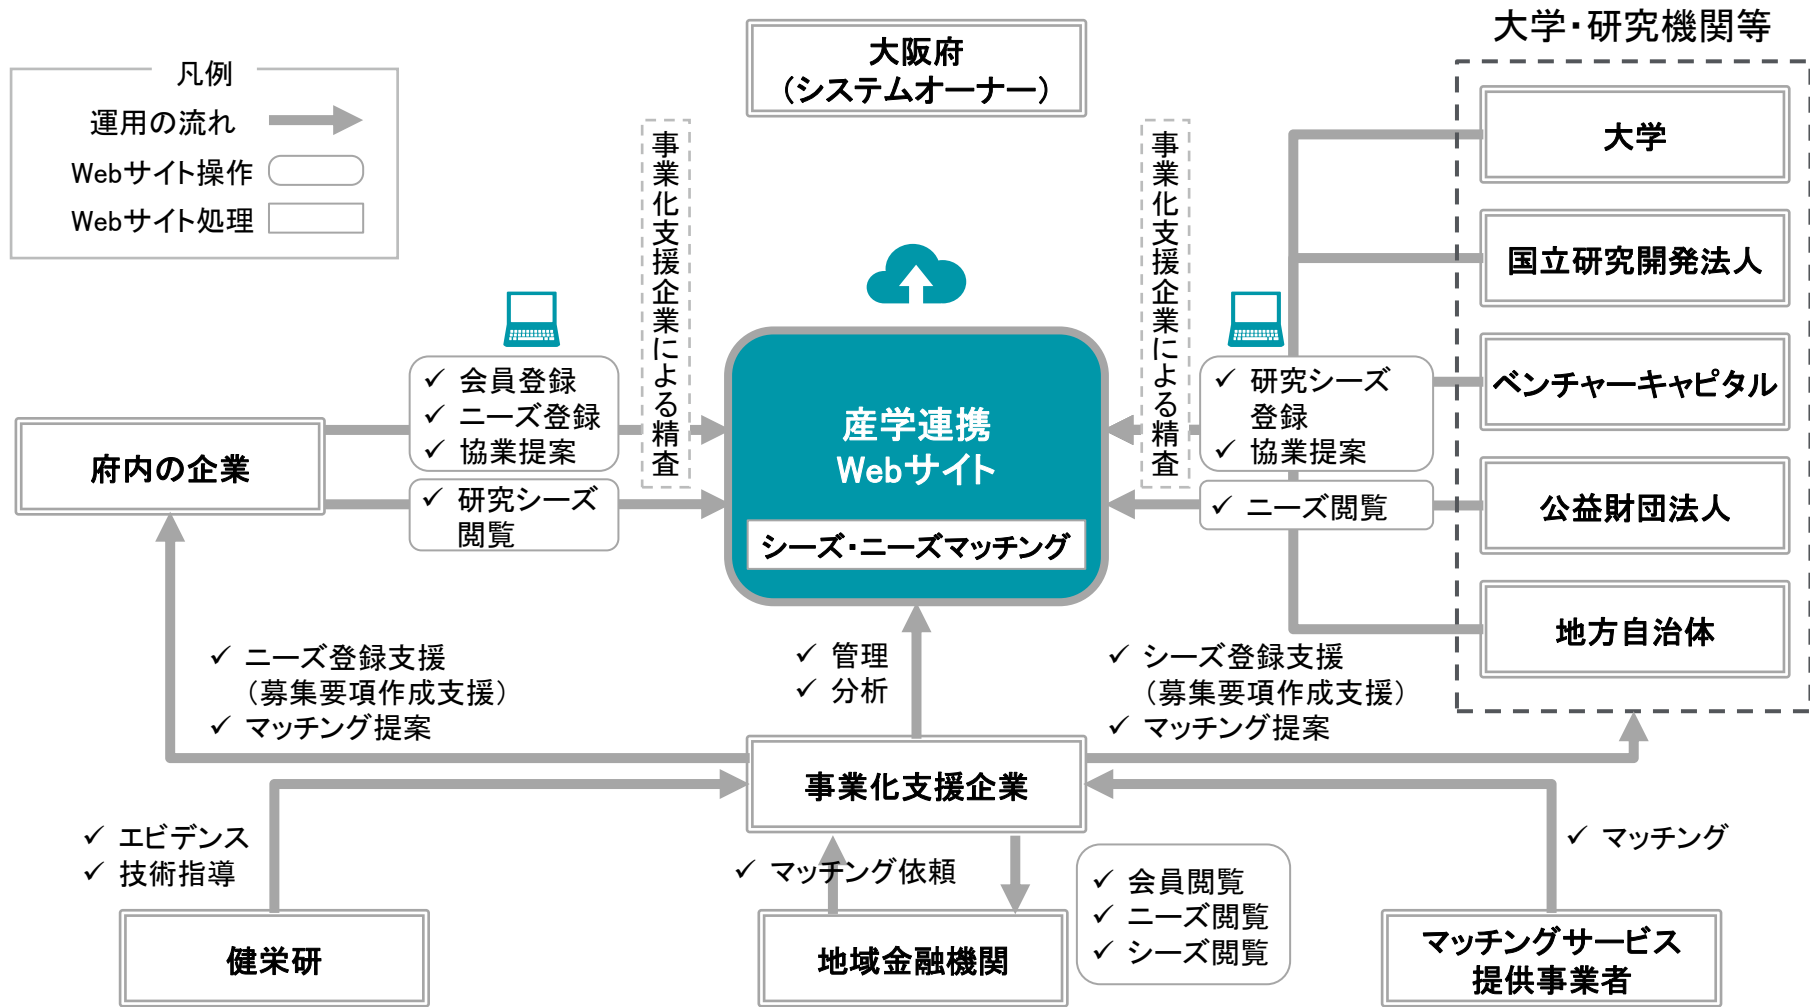 大学・研究機関等
大阪府
（システムオーナー）
凡例
運用の流れ
Webサイト操作
Webサイト処理
事業化支援企業による精査
事業化支援企業による精査
大学
国立研究開発法人
ベンチャーキャピタル
公益財団法人
地方自治体
✓ 会員登録
✓ ニーズ登録
✓ 協業提案
✓ 研究シーズ
閲覧
府内の企業
産学連携
Webサイト
シーズ・ニーズマッチング
✓ 研究シーズ
登録
✓ 協業提案
✓ ニーズ閲覧
✓ ニーズ登録支援
（募集要項作成支援）
✓ マッチング提案
✓ 管理
✓ 分析
✓ シーズ登録支援
（募集要項作成支援）
✓ マッチング提案
事業化支援企業
✓ エビデンス
✓ 技術指導
✓ マッチング依頼
✓ 会員閲覧
✓ ニーズ閲覧
✓ シーズ閲覧
✓ マッチング
健栄研
地域金融機関
マッチングサービス
提供事業者